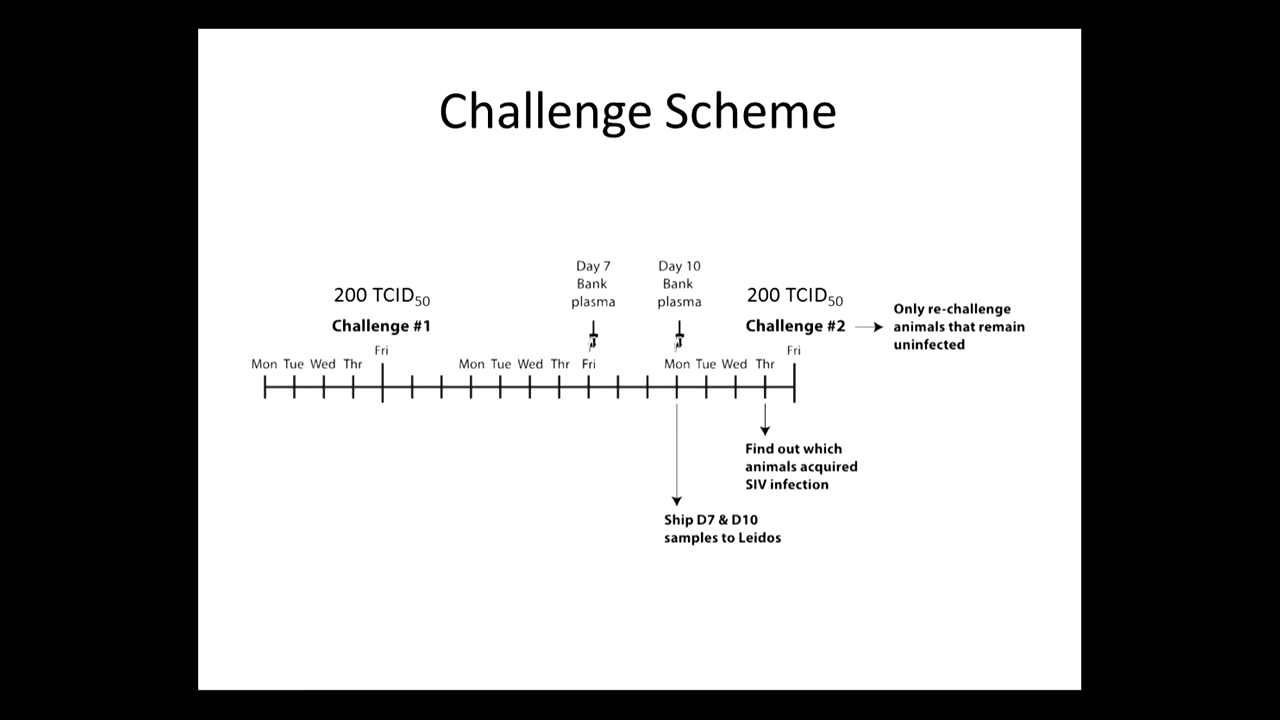 Challenge Scheme
Day 7
Bank
plasma
Day 10
Bank
plasma
200 TCID50
Challenge #1
200 TCID50
Challenge #2
Only re-challenge
animals that remain
uninfected
Mon Tue Wed Thr Fri
Mon Tue Wed Thr Fri
Mon Tue Wed Thr Fri
Find out which
animals acquired
SIV infection
Ship D7 & D10
samples to Leidos